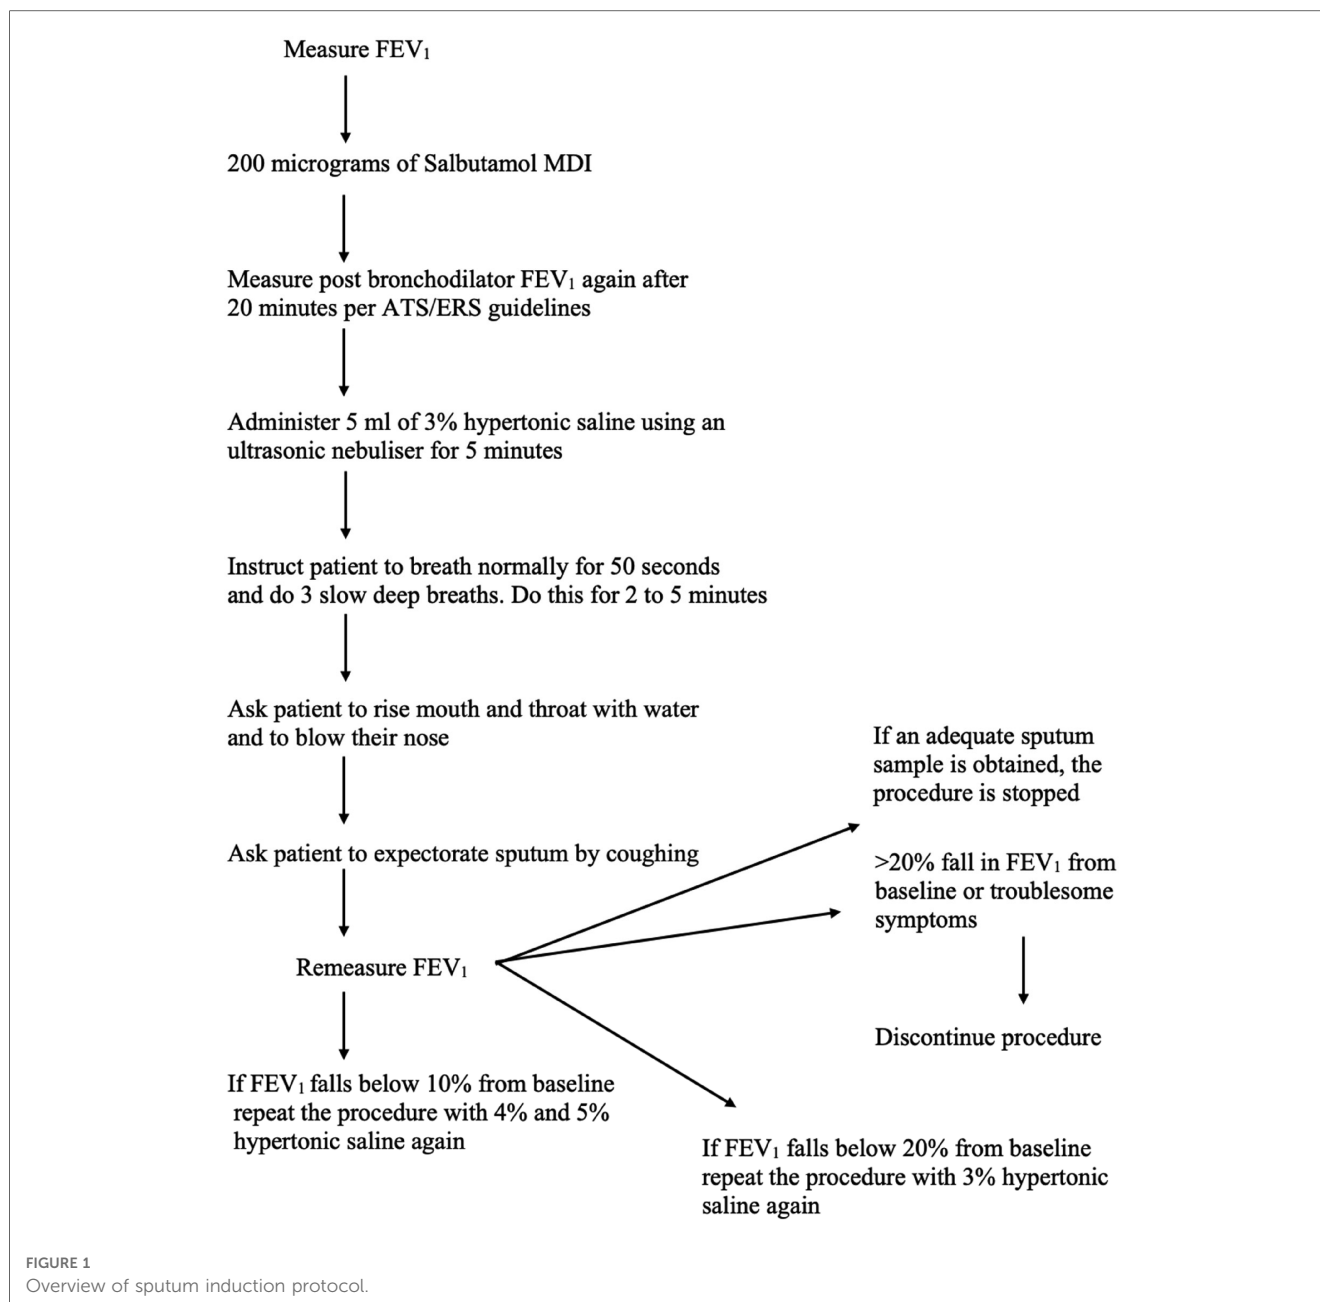 Measure FEV₁
200 micrograms of Salbutamol MDI
Measure post bronchodilator FEV₁ again after
20 minutes per ATS/ERS guidelines
Administer 5 ml of 3% hypertonic saline using an
ultrasonic nebuliser for 5 minutes
Instruct patient to breath normally for 50 seconds
and do 3 slow deep breaths. Do this for 2 to 5 minutes
Ask patient to rise mouth and throat with water
and to blow their nose
Ask patient to expectorate sputum by coughing
Remeasure FEV₁
If an adequate sputum
sample is obtained, the
procedure is stopped
>20% fall in FEV₁ from
baseline or troublesome
symptoms
Discontinue procedure
If FEV₁ falls below 10% from baseline
repeat the procedure with 4% and 5%
hypertonic saline again
If FEV₁ falls below 20% from baseline
repeat the procedure with 3% hypertonic
saline again
FIGURE 1
Overview of sputum induction protocol.